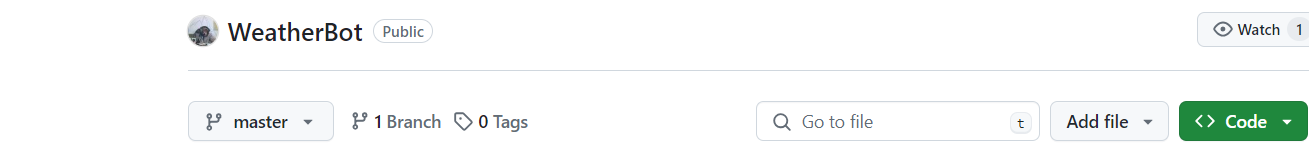 WeatherBot Public Watch 1
master 1 Branch 0 Tags Go to file t Add file <> Code